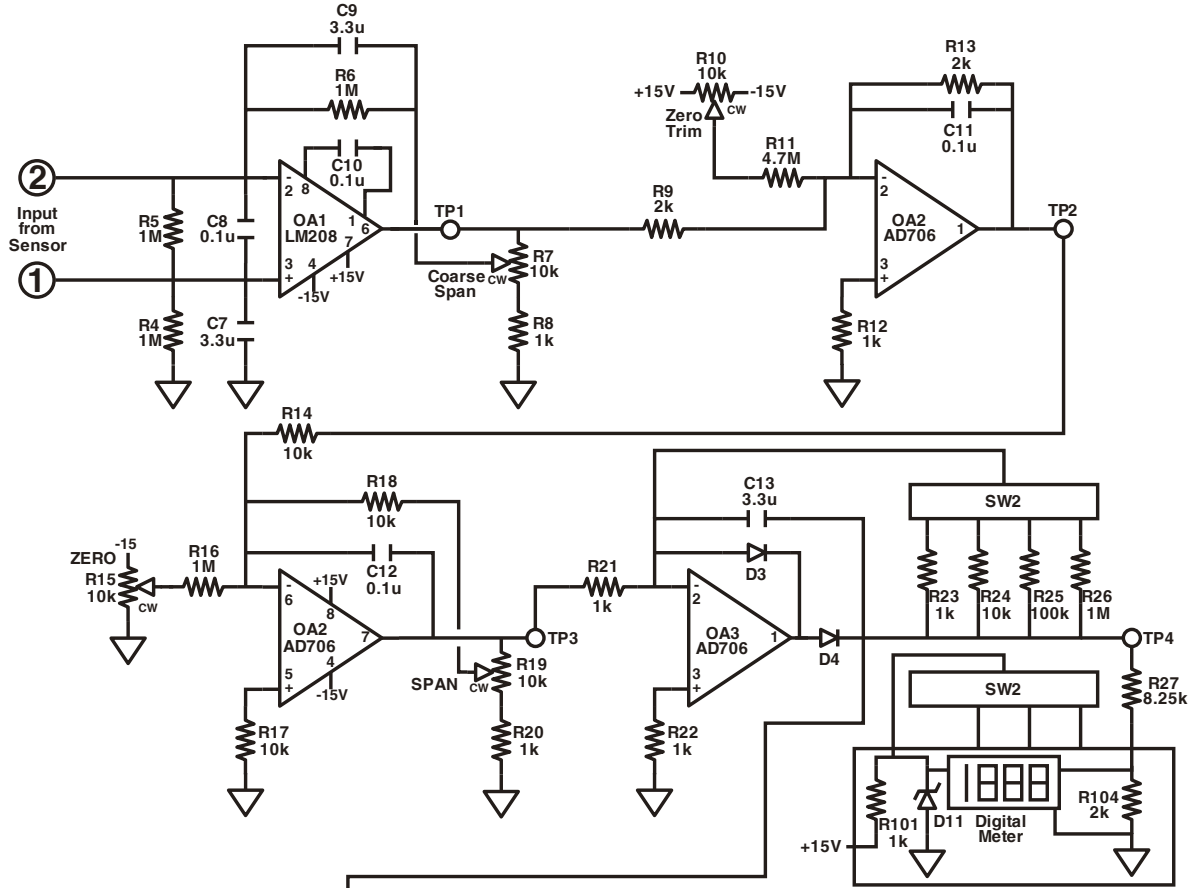 C9
3.3u
R6
1M
C10
0.1u
2
Input
from
Sensor
1
R5
1M
R4
1M
C8
0.1u
C7
3.3u
-
2
8
OA1
LM208
1
6
7
3
+
4
+15V
-15V
TP1
Coarse
Span
CW
R7
10k
R8
1k
R9
2k
R10
10k
+15V
-15V
Zero
Trim
CW
R11
4.7M
R13
2k
C11
0.1u
-
2
OA2
AD706
1
3
+
R12
1k
TP2
R14
10k
R18
10k
C12
0.1u
-15
ZERO
R15
10k
CW
R16
1M
-
6
+15V
8
OA2
AD706
7
5
+
4
-15V
R17
10k
SPAN
CW
R19
10k
R20
1k
TP3
R21
1k
C13
3.3u
D3
-
2
OA3
AD706
1
3
+
D4
R22
1k
SW2
R23
1k
R24
10k
R25
100k
R26
1M
TP4
SW2
R27
8.25k
R101
1k
+15V
D11
1888
Digital
Meter
R104
2k